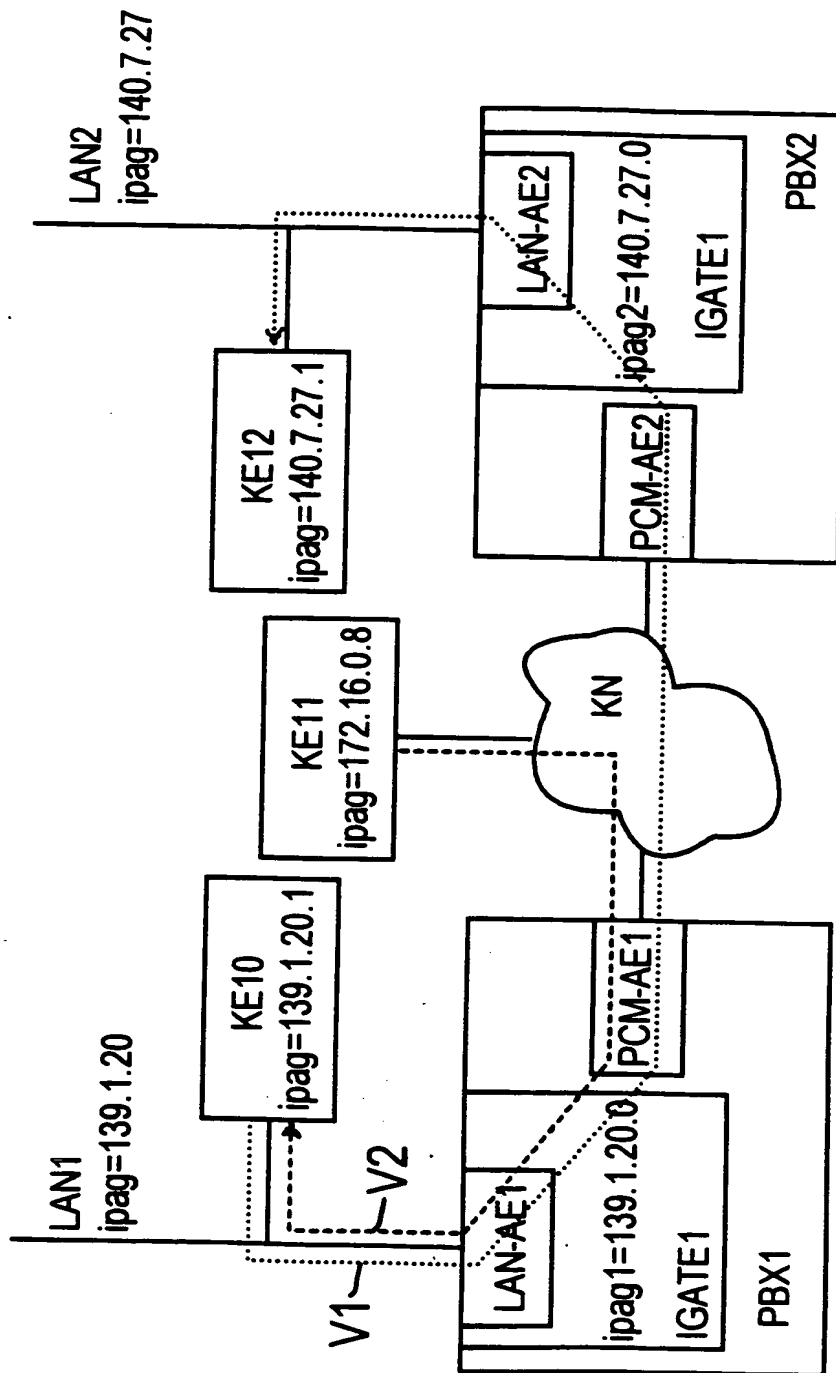 LAN1
ipag=139.1.20
LAN2
ipag=140.7.27
KE10
ipag=139.1.20.1
KE11
ipag=172.16.0.8
KE12
ipag=140.7.27.1
V1
V2
LAN-AE1
ipag1=139.1.20.0
IGATE1
PBX1
PCM-AE1
KN
PCM-AE2
LAN-AE2
ipag2=140.7.27.0
IGATE1
PBX2